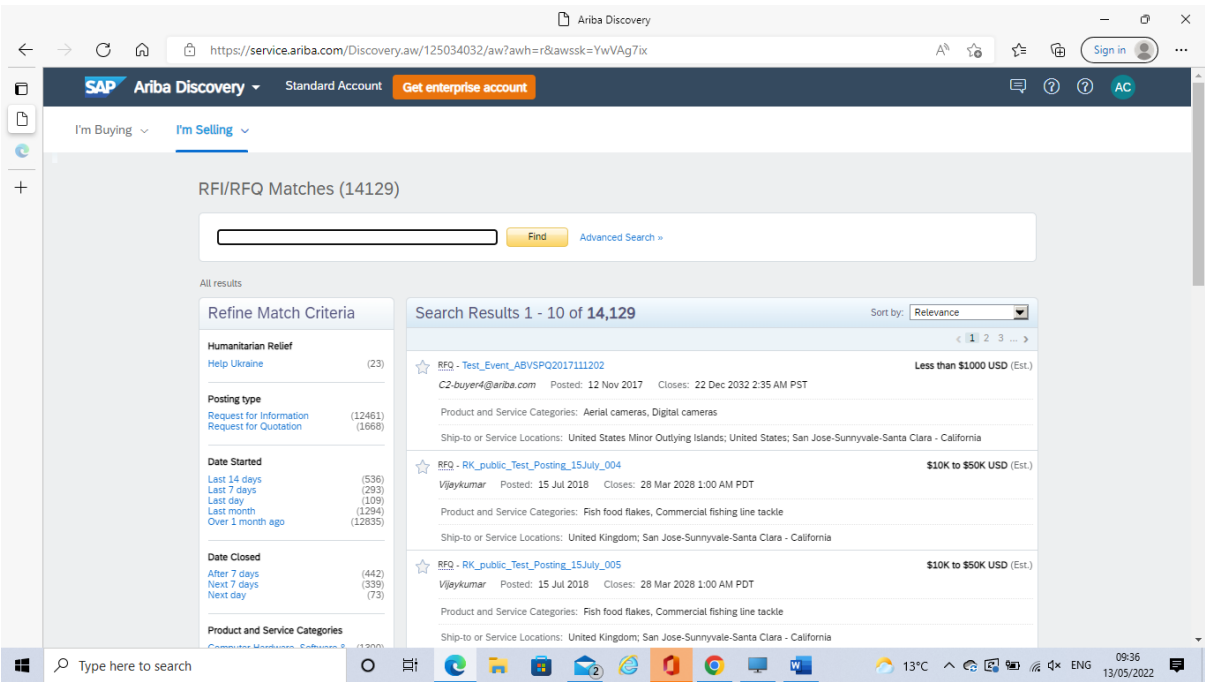 Ariba Discovery
https://service.ariba.com/Discovery.aw/125034032/aw?awh=r&awssk=YwVAg7ix
Sign in
SAP Ariba Discovery Standard Account Get enterprise account AC
I'm Buying I'm Selling
RFI/RFQ Matches (14129)
Find Advanced Search »
All results
Refine Match Criteria
Humanitarian Relief
Help Ukraine (23)
Posting type
Request for Information (12461)
Request for Quotation (1668)
Date Started
Last 14 days (536)
Last 7 days (293)
Last day (109)
Last month (1294)
Over 1 month ago (12835)
Date Closed
After 7 days (442)
Next 7 days (339)
Next day (73)
Product and Service Categories
Computer Hardware, Software & (1300)
Search Results 1 - 10 of 14,129 Sort by: Relevance
‹ 1 2 3 ... ›
RFQ - Test_Event_ABVSPQ2017111202 Less than $1000 USD (Est.)
C2-buyer4@ariba.com Posted: 12 Nov 2017 Closes: 22 Dec 2032 2:35 AM PST
Product and Service Categories: Aerial cameras, Digital cameras
Ship-to or Service Locations: United States Minor Outlying Islands; United States; San Jose-Sunnyvale-Santa Clara - California
RFQ - RK_public_Test_Posting_15July_004 $10K to $50K USD (Est.)
Vijaykumar Posted: 15 Jul 2018 Closes: 28 Mar 2028 1:00 AM PDT
Product and Service Categories: Fish food flakes, Commercial fishing line tackle
Ship-to or Service Locations: United Kingdom; San Jose-Sunnyvale-Santa Clara - California
RFQ - RK_public_Test_Posting_15July_005 $10K to $50K USD (Est.)
Vijaykumar Posted: 15 Jul 2018 Closes: 28 Mar 2028 1:00 AM PDT
Product and Service Categories: Fish food flakes, Commercial fishing line tackle
Ship-to or Service Locations: United Kingdom; San Jose-Sunnyvale-Santa Clara - California
Type here to search 2 13°C ENG 09:36
13/05/2022